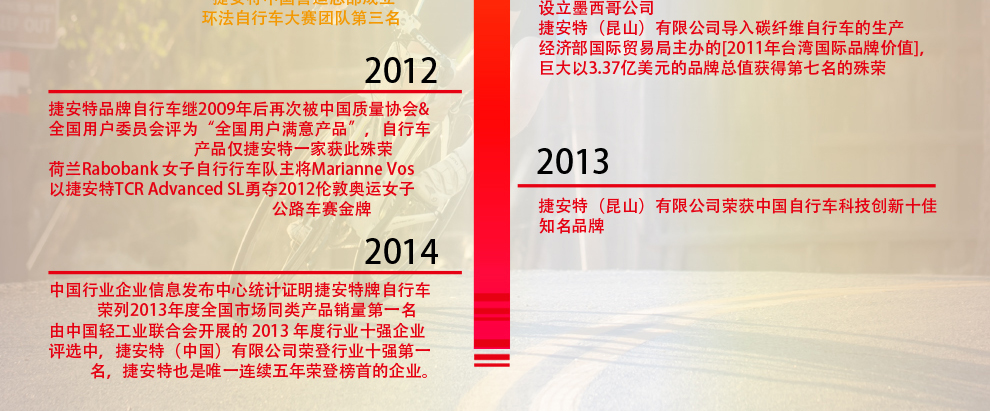 捷安特中国营运总部成立
环法自行车大赛团队第三名
2012
捷安特品牌自行车继2009年后再次被中国质量协会&
全国用户委员会评为“全国用户满意产品”，自行车
产品仅捷安特一家获此殊荣
荷兰Rabobank 女子自行行车队主将Marianne Vos
以捷安特TCR Advanced SL勇夺2012伦敦奥运女子
公路车赛金牌
2014
中国行业企业信息发布中心统计证明捷安特牌自行车
荣列2013年度全国市场同类产品销量第一名
由中国轻工业联合会开展的 2013 年度行业十强企业
评选中，捷安特（中国）有限公司荣登行业十强第一
名，捷安特也是唯一连续五年荣登榜首的企业。
设立墨西哥公司
捷安特（昆山）有限公司导入碳纤维自行车的生产
经济部国际贸易局主办的[2011年台湾国际品牌价值]，
巨大以3.37亿美元的品牌总值获得第七名的殊荣
2013
捷安特（昆山）有限公司荣获中国自行车科技创新十佳
知名品牌